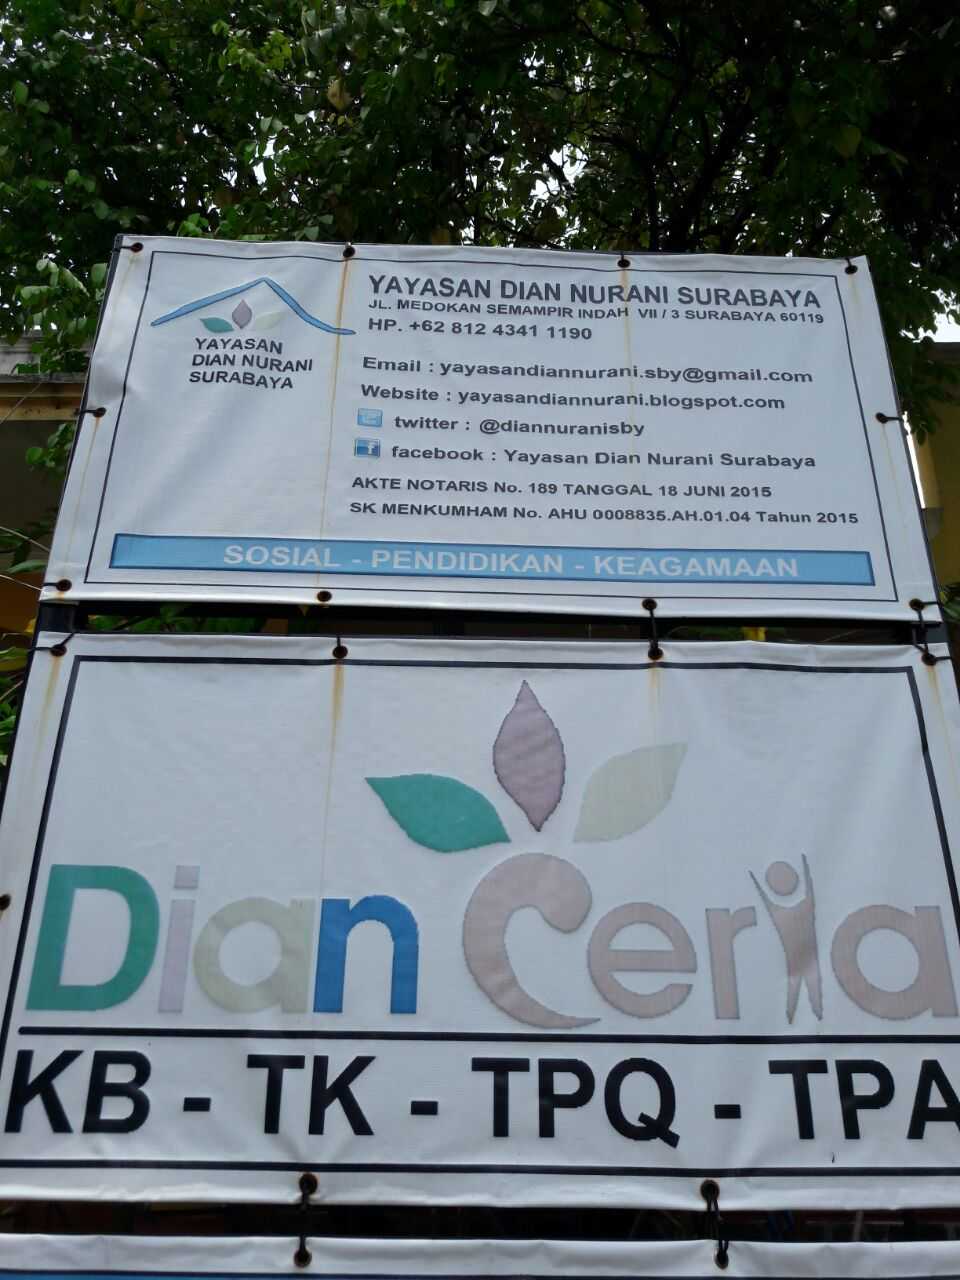 YAYASAN
DIAN NURANI
SURABAYA
YAYASAN DIAN NURANI SURABAYA
JL. MEDOKAN SEMAMPIR INDAH VII / 3 SURABAYA 60119
HP. +62 812 4341 1190
Email : yayasandiannurani.sby@gmail.com
Website : yayasandiannurani.blogspot.com
twitter : @diannuranisby
facebook : Yayasan Dian Nurani Surabaya
AKTE NOTARIS No. 189 TANGGAL 18 JUNI 2015
SK MENKUMHAM No. AHU 0008835.AH.01.04 Tahun 2015
SOSIAL - PENDIDIKAN - KEAGAMAAN
Dian Ceria
KB - TK - TPQ - TPA